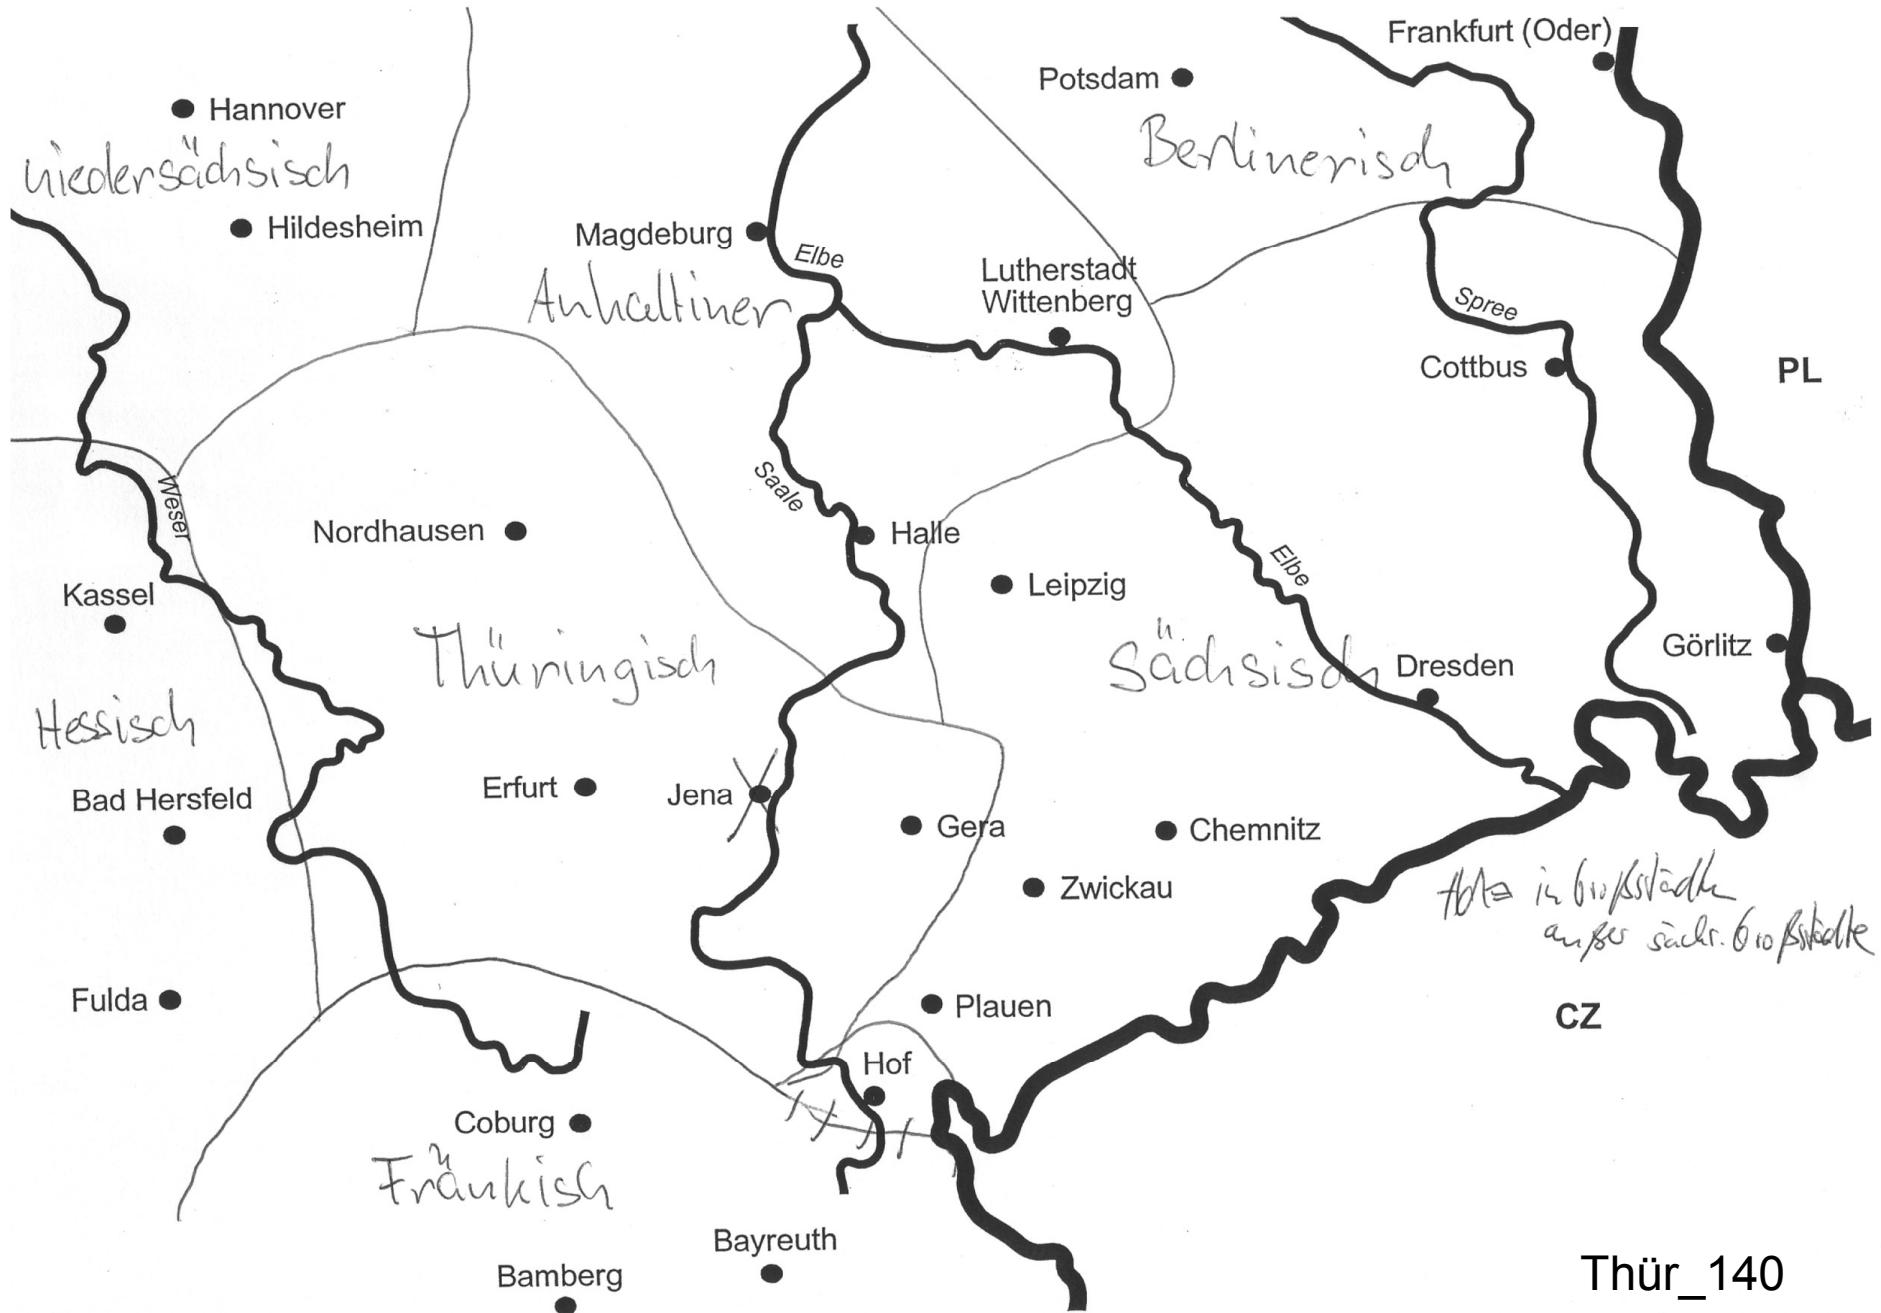 Frankfurt (Oder)
Potsdam
Hannover
Berlinerisch
niedersächsisch
Hildesheim
Magdeburg
Elbe
Lutherstadt
Wittenberg
Anhaltiner
Spree
Cottbus
PL
Weser
Saale
Nordhausen
Halle
Elbe
Leipzig
Kassel
Thüringisch
Sächsisch
Dresden
Görlitz
Hessisch
Erfurt
Jena
Bad Hersfeld
Gera
Chemnitz
Zwickau
in Großstädten
außer sächs. Großstädte
Fulda
Plauen
CZ
Hof
Coburg
Fränkisch
Bayreuth
Bamberg
Thür_140